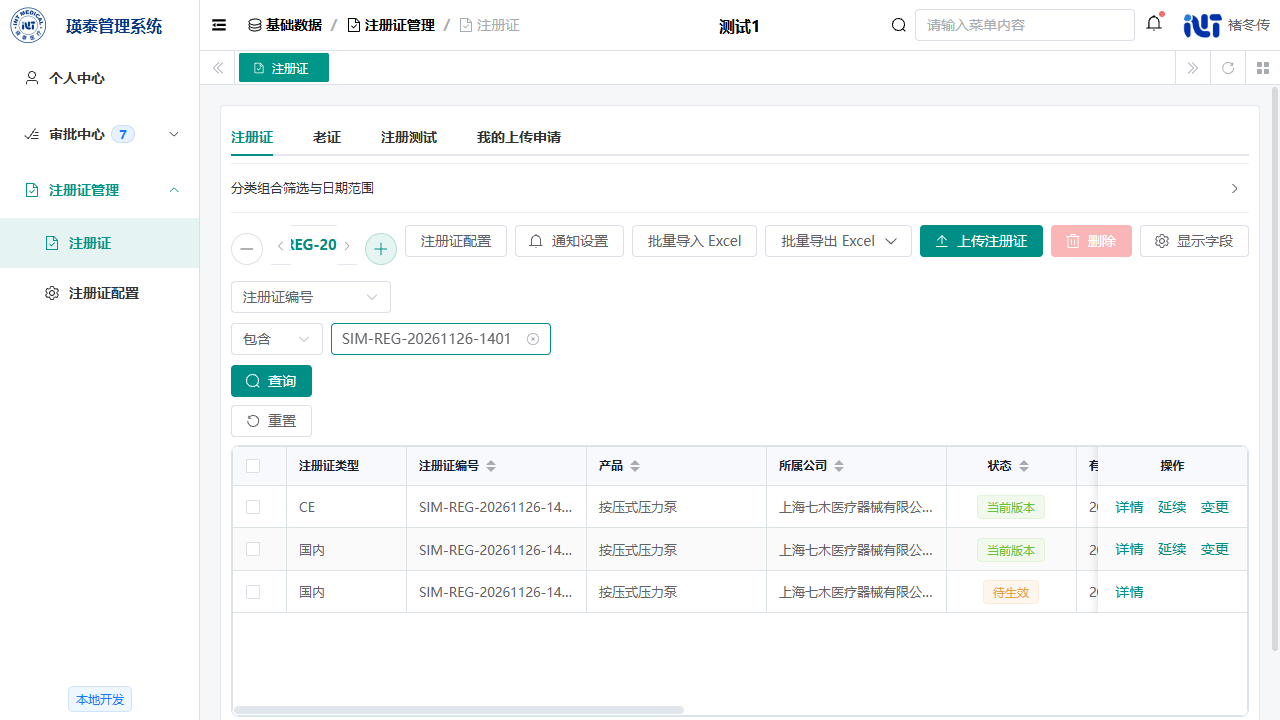 瑛泰管理系统
基础数据 / 注册证管理 / 注册证
测试1
请输入菜单内容
褚冬传
个人中心
审批中心 7
注册证管理
注册证
注册证配置
本地开发
注册证
注册证 老证 注册测试 我的上传申请
分类组合筛选与日期范围
REG-20
注册证配置 通知设置 批量导入 Excel 批量导出 Excel 上传注册证 删除 显示字段
注册证编号
包含 SIM-REG-20261126-1401
查询
重置
注册证类型 注册证编号 产品 所属公司 状态 有 操作
CE SIM-REG-20261126-14... 按压式压力泵 上海七木医疗器械有限公... 当前版本 20 详情 延续 变更
国内 SIM-REG-20261126-14... 按压式压力泵 上海七木医疗器械有限公... 当前版本 20 详情 延续 变更
国内 SIM-REG-20261126-14... 按压式压力泵 上海七木医疗器械有限公... 待生效 20 详情